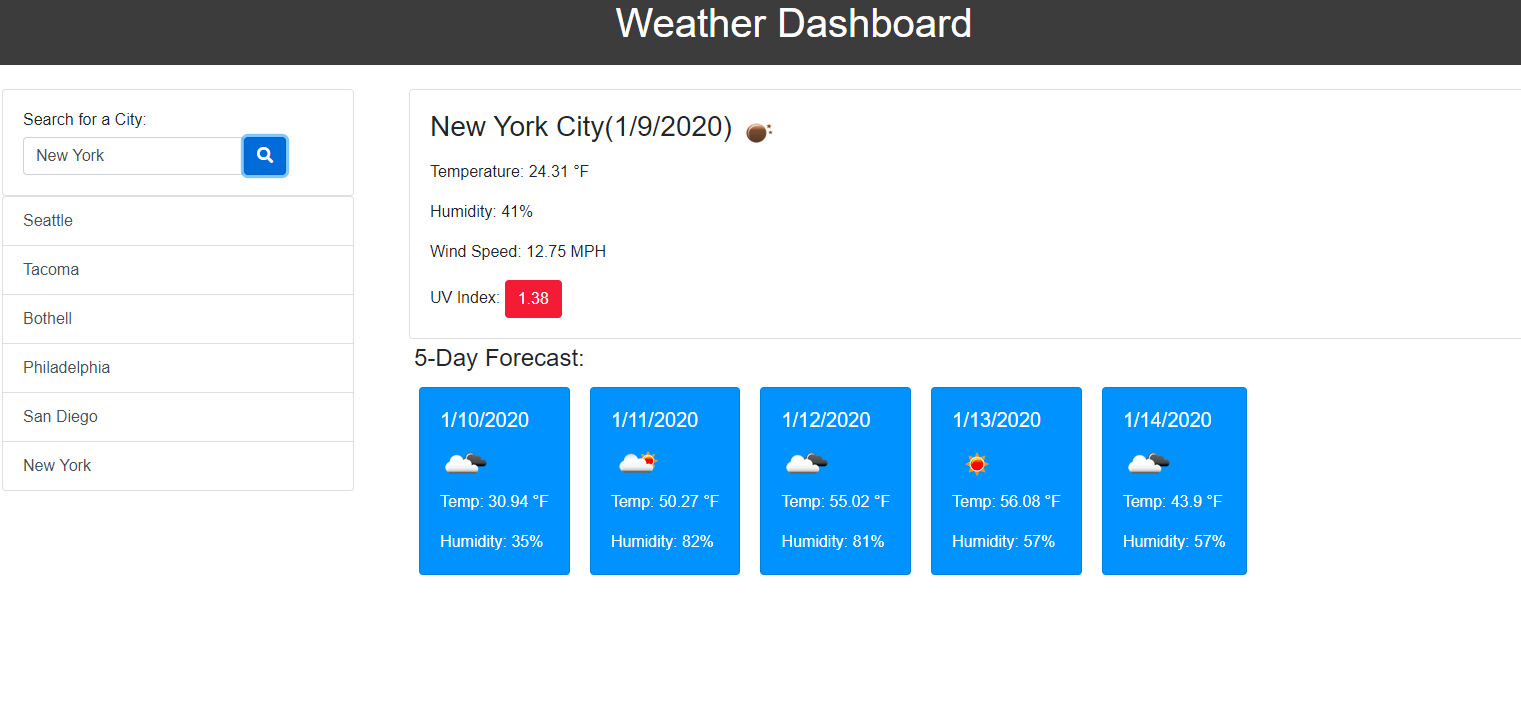 Weather Dashboard
Search for a City:
New York
Seattle
Tacoma
Bothell
Philadelphia
San Diego
New York
New York City(1/9/2020)
Temperature: 24.31 °F
Humidity: 41%
Wind Speed: 12.75 MPH
UV Index: 1.38
5-Day Forecast:
1/10/2020
Temp: 30.94 °F
Humidity: 35%
1/11/2020
Temp: 50.27 °F
Humidity: 82%
1/12/2020
Temp: 55.02 °F
Humidity: 81%
1/13/2020
Temp: 56.08 °F
Humidity: 57%
1/14/2020
Temp: 43.9 °F
Humidity: 57%